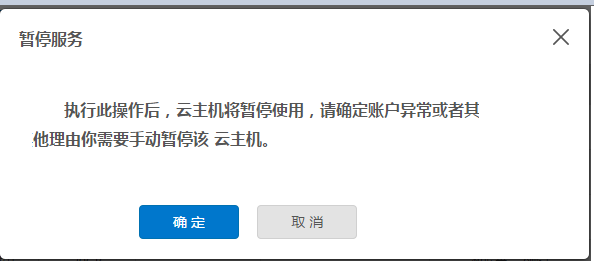 暂停服务
执行此操作后，云主机将暂停使用，请确定账户异常或者其
他理由你需要手动暂停该 云主机。
确 定
取 消